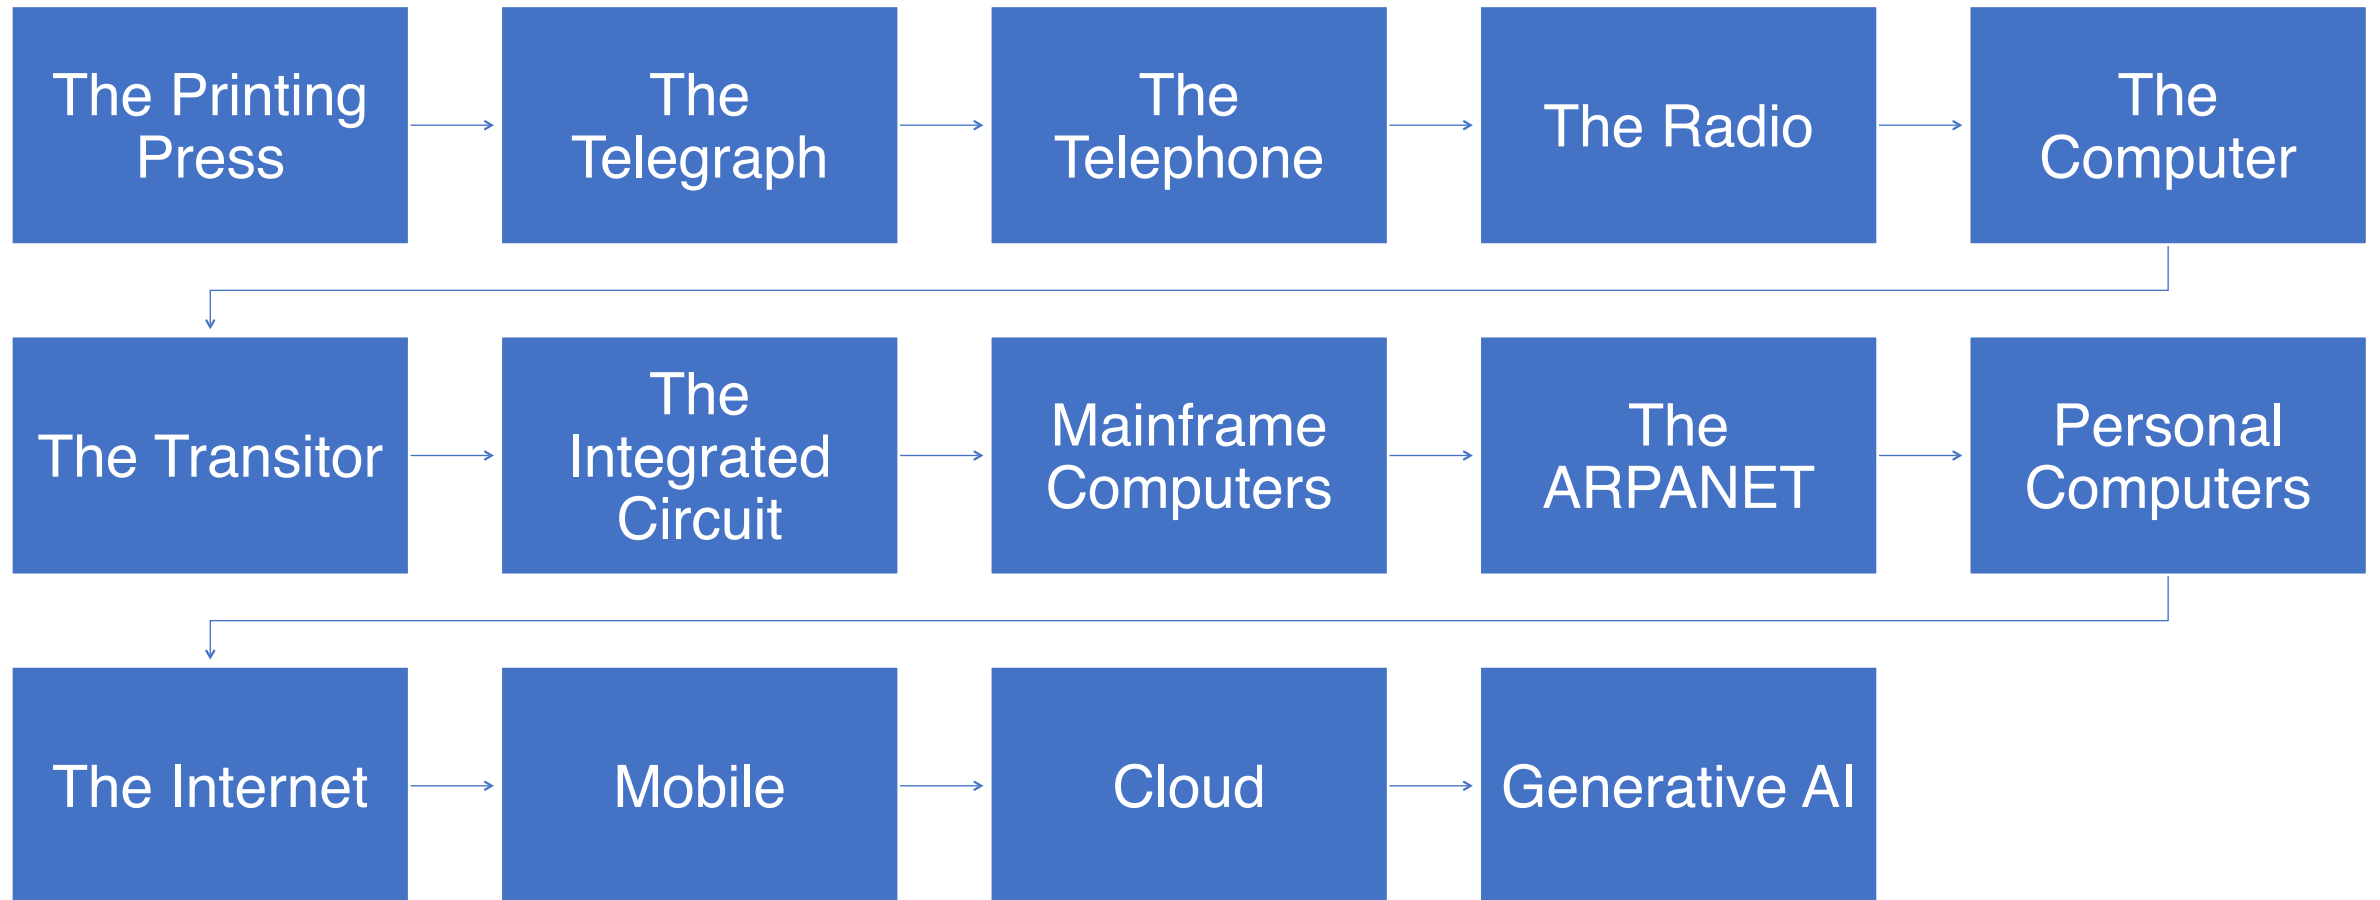 The Printing
Press
The
Telegraph
The
Telephone
The Radio
The
Computer
The Transitor
The
Integrated
Circuit
Mainframe
Computers
The
ARPANET
Personal
Computers
The Internet
Mobile
Cloud
Generative AI